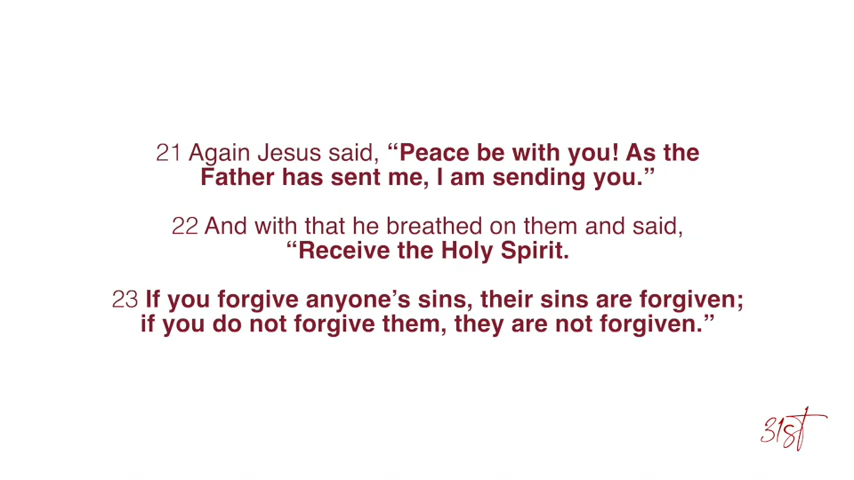 21 Again Jesus said, “Peace be with you! As the
Father has sent me, I am sending you.”
22 And with that he breathed on them and said,
“Receive the Holy Spirit.
23 If you forgive anyone’s sins, their sins are forgiven;
if you do not forgive them, they are not forgiven.”
31st